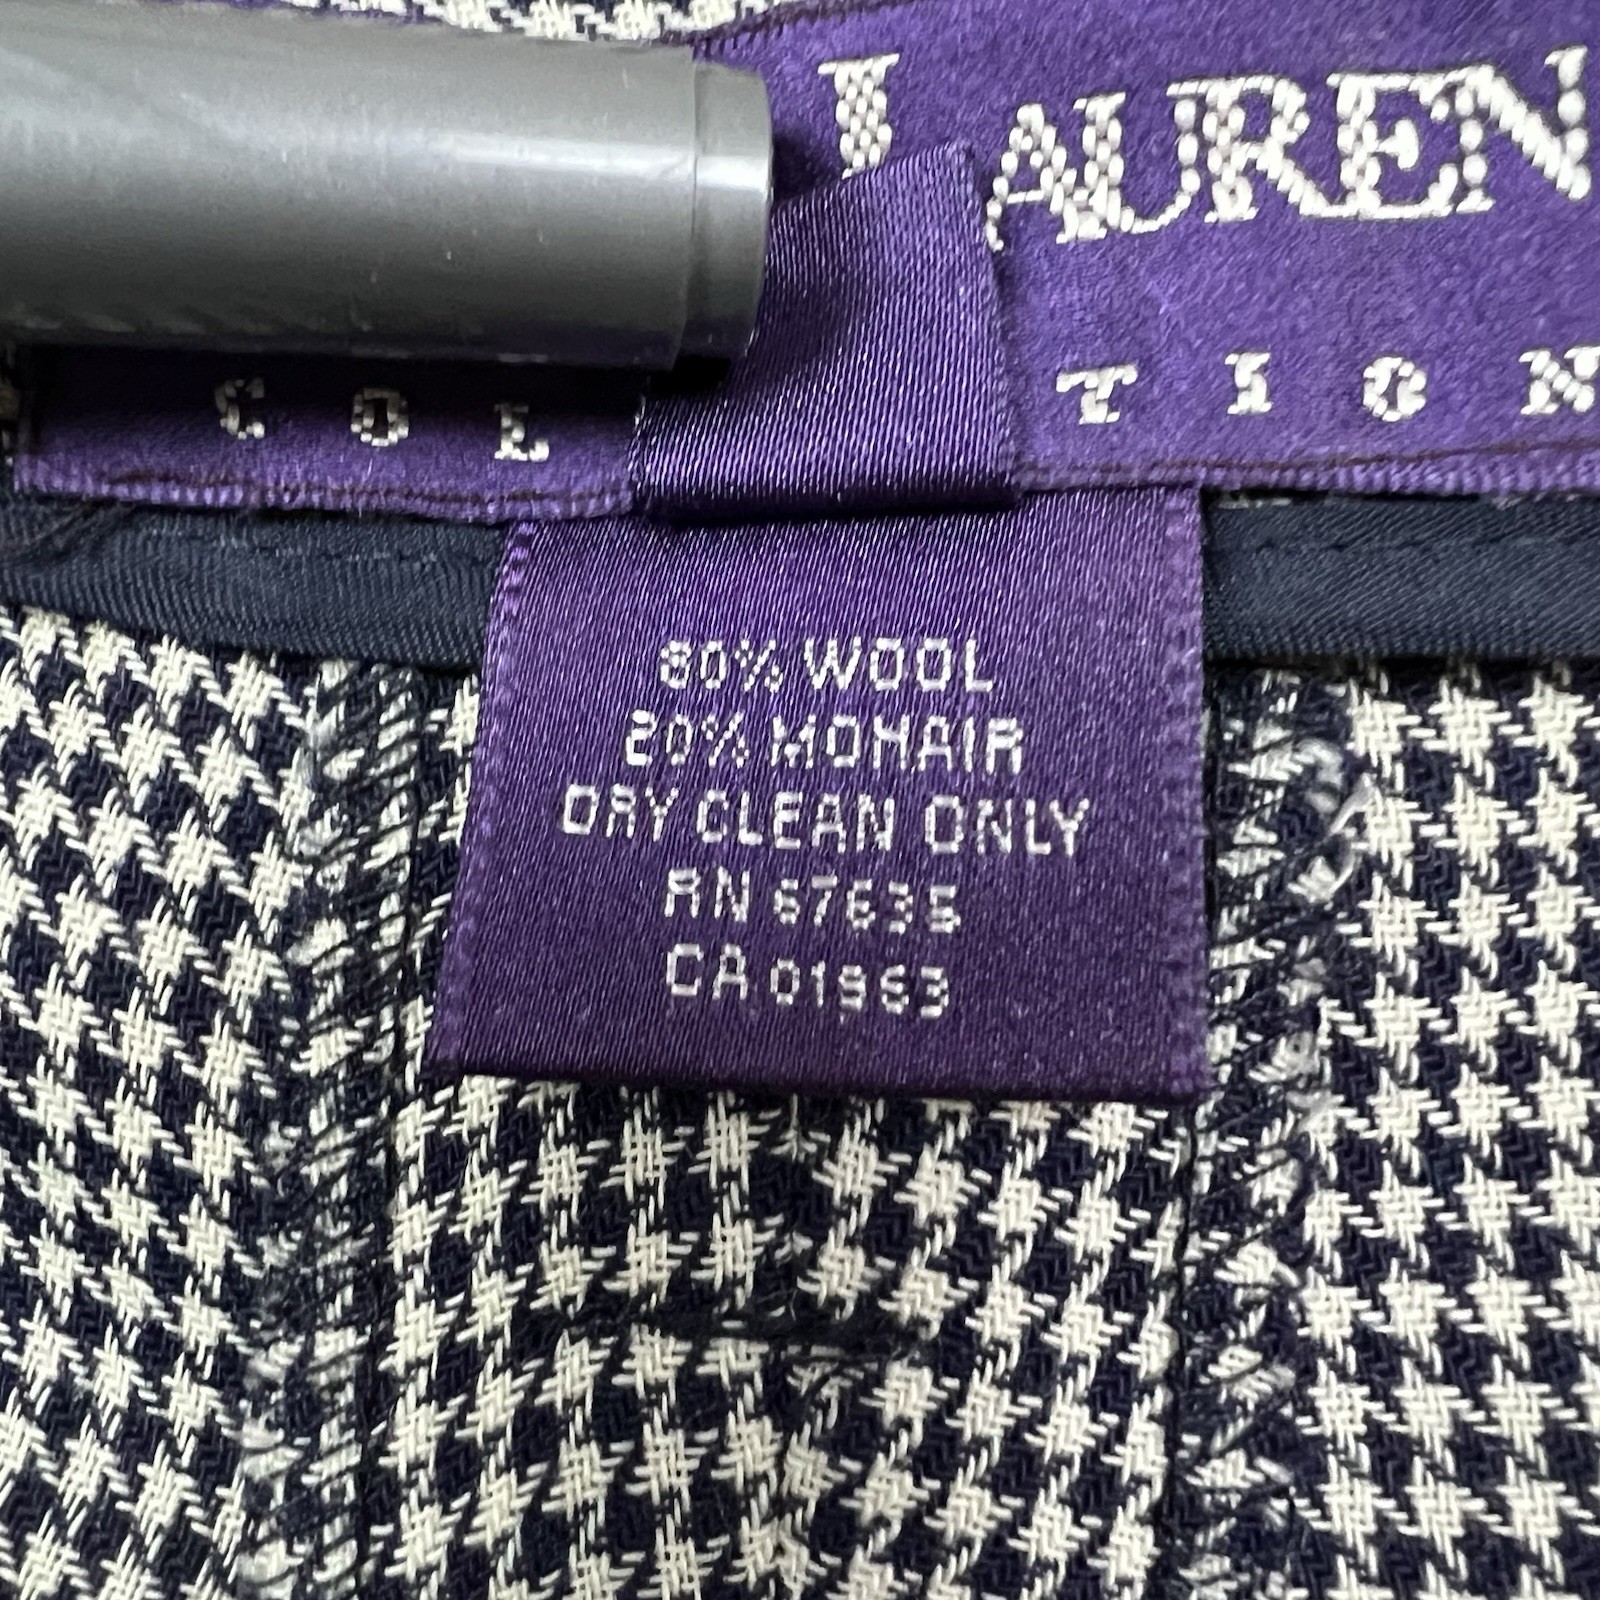 LAUREN
COL TION
80% WOOL
20% MOHAIR
DRY CLEAN ONLY
RN 67635
CA 01963